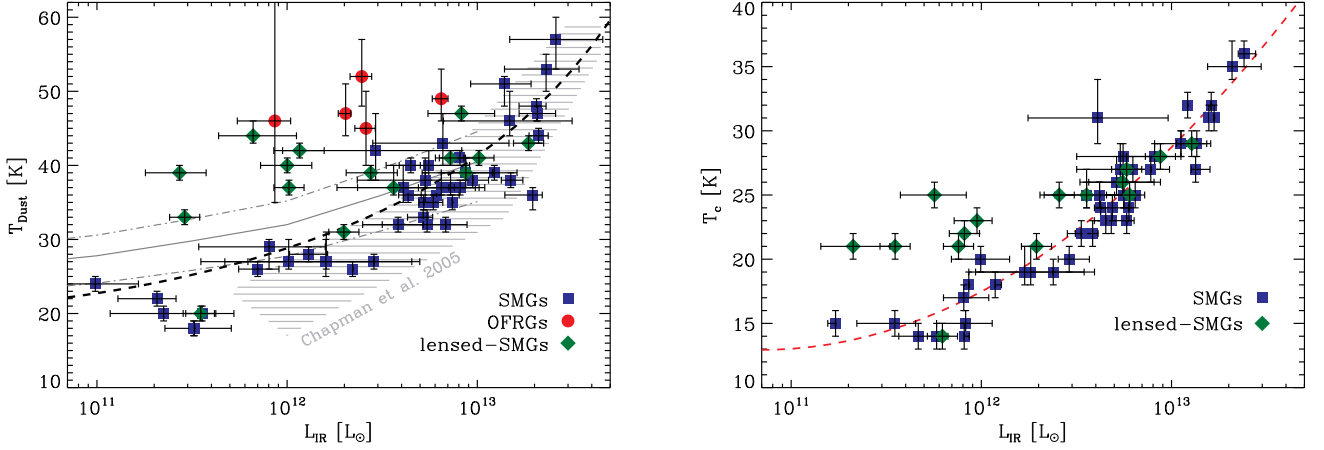 60
50
40
30
20
10
T_Dust [K]
10^11
10^12
10^13
L_IR [L_⊙]
Chapman et al. 2005
SMGs
OFRGs
lensed-SMGs
40
35
30
25
20
15
10
T_c [K]
10^11
10^12
10^13
L_IR [L_⊙]
SMGs
lensed-SMGs